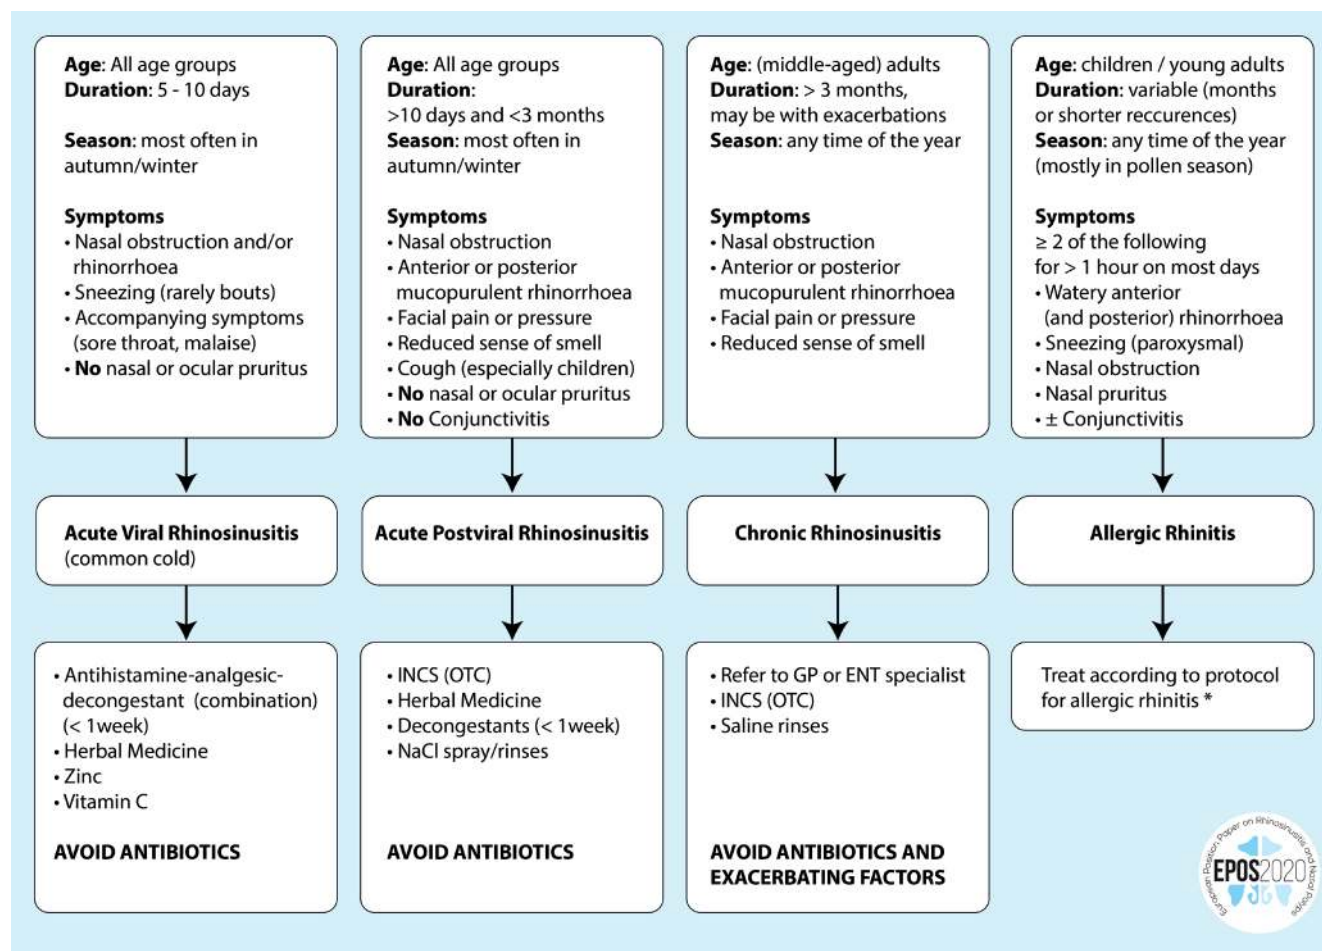 Age: All age groups
Duration: 5 - 10 days
Season: most often in
autumn/winter
Symptoms
• Nasal obstruction and/or
rhinorrhoea
• Sneezing (rarely bouts)
• Accompanying symptoms
(sore throat, malaise)
• No nasal or ocular pruritus
Acute Viral Rhinosinusitis
(common cold)
• Antihistamine-analgesic-
decongestant (combination)
(< 1week)
• Herbal Medicine
• Zinc
• Vitamin C
AVOID ANTIBIOTICS
Age: All age groups
Duration:
>10 days and <3 months
Season: most often in
autumn/winter
Symptoms
• Nasal obstruction
• Anterior or posterior
mucopurulent rhinorrhoea
• Facial pain or pressure
• Reduced sense of smell
• Cough (especially children)
• No nasal or ocular pruritus
• No Conjunctivitis
Acute Postviral Rhinosinusitis
• INCS (OTC)
• Herbal Medicine
• Decongestants (< 1week)
• NaCl spray/rinses
AVOID ANTIBIOTICS
Age: (middle-aged) adults
Duration: > 3 months,
may be with exacerbations
Season: any time of the year
Symptoms
• Nasal obstruction
• Anterior or posterior
mucopurulent rhinorrhoea
• Facial pain or pressure
• Reduced sense of smell
Chronic Rhinosinusitis
• Refer to GP or ENT specialist
• INCS (OTC)
• Saline rinses
AVOID ANTIBIOTICS AND
EXACERBATING FACTORS
Age: children / young adults
Duration: variable (months
or shorter reccurences)
Season: any time of the year
(mostly in pollen season)
Symptoms
≥ 2 of the following
for > 1 hour on most days
• Watery anterior
(and posterior) rhinorrhoea
• Sneezing (paroxysmal)
• Nasal obstruction
• Nasal pruritus
• ± Conjunctivitis
Allergic Rhinitis
Treat according to protocol
for allergic rhinitis *
European Position Paper on Rhinosinusitis and Nasal Polyps
EPOS2020